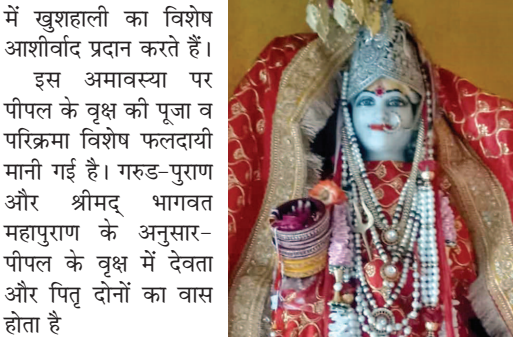 में खुशहाली का विशेष
आशीर्वाद प्रदान करते हैं।
इस अमावस्या पर
पीपल के वृक्ष की पूजा व
परिक्रमा विशेष फलदायी
मानी गई है। गरुड-पुराण
और श्रीमद् भागवत
महापुराण के अनुसार-
पीपल के वृक्ष में देवता
और पितृ दोनों का वास
होता है